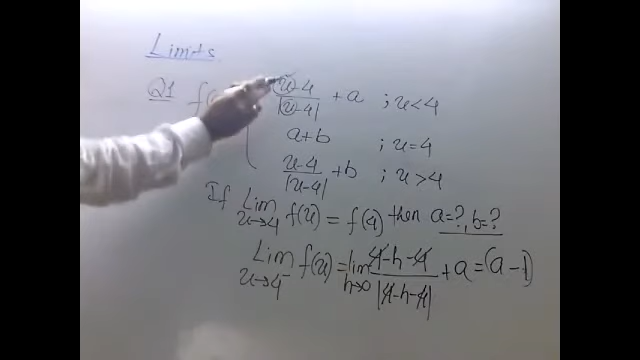 Limits
Q1 f( u-4/|u-4| + a ; u<4
a+b ; u=4
u-4/|u-4| + b ; u>4
If Lim u→4 f(u) = f(4) then a=?, b=?
Lim u→4⁻ f(u) = lim h→0 4-h-4/|4-h-4| + a = (a-1)